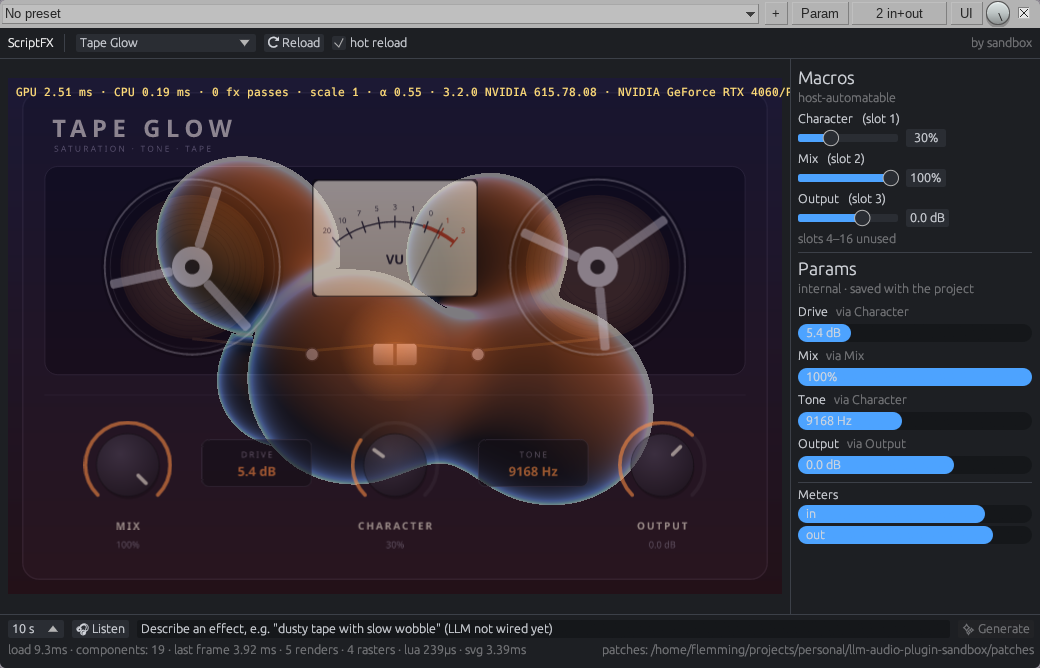 No preset
+ Param 2 in+out UI
ScriptFX Tape Glow Reload hot reload by sandbox
GPU 2.51 ms · CPU 0.19 ms · 0 fx passes · scale 1 · α 0.55 · 3.2.0 NVIDIA 615.78.08 · NVIDIA GeForce RTX 4060/
TAPE GLOW
SATURATION · TONE · TAPE
20 10 7 5 3 1 0 1 3
VU
DRIVE
5.4 dB
TONE
9168 Hz
MIX
100%
CHARACTER
30%
OUTPUT
0.0 dB
Macros
host-automatable
Character (slot 1)
30%
Mix (slot 2)
100%
Output (slot 3)
0.0 dB
slots 4–16 unused
Params
internal · saved with the project
Drive via Character
5.4 dB
Mix via Mix
100%
Tone via Character
9168 Hz
Output via Output
0.0 dB
Meters
in
out
10 s Listen Describe an effect, e.g. "dusty tape with slow wobble" (LLM not wired yet) Generate
load 9.3ms · components: 19 · last frame 3.92 ms · 5 renders · 4 rasters · lua 239µs · svg 3.39ms patches: /home/flemming/projects/personal/llm-audio-plugin-sandbox/patches